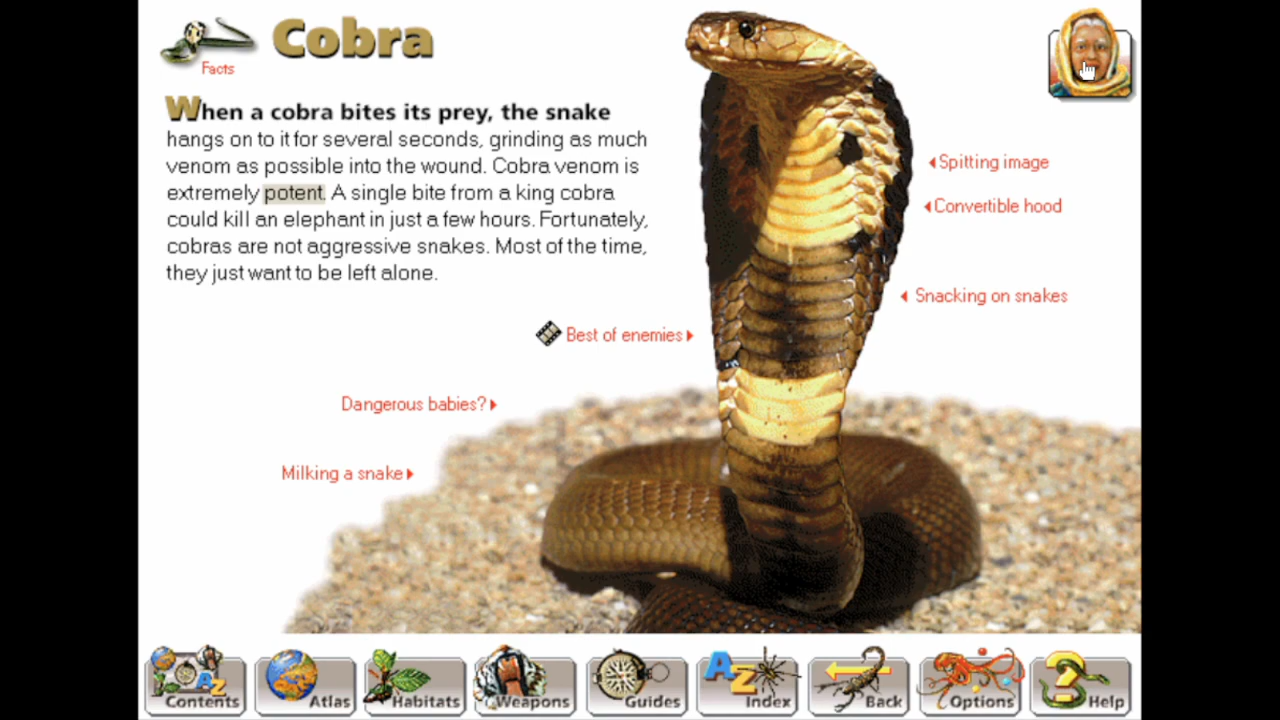 Cobra
Facts
When a cobra bites its prey, the snake
hangs on to it for several seconds, grinding as much
venom as possible into the wound. Cobra venom is
extremely potent. A single bite from a king cobra
could kill an elephant in just a few hours. Fortunately,
cobras are not aggressive snakes. Most of the time,
they just want to be left alone.
Spitting image
Convertible hood
Snacking on snakes
Best of enemies
Dangerous babies?
Milking a snake
Contents
Atlas
Habitats
Weapons
Guides
AZ
Index
Back
Options
?
Help